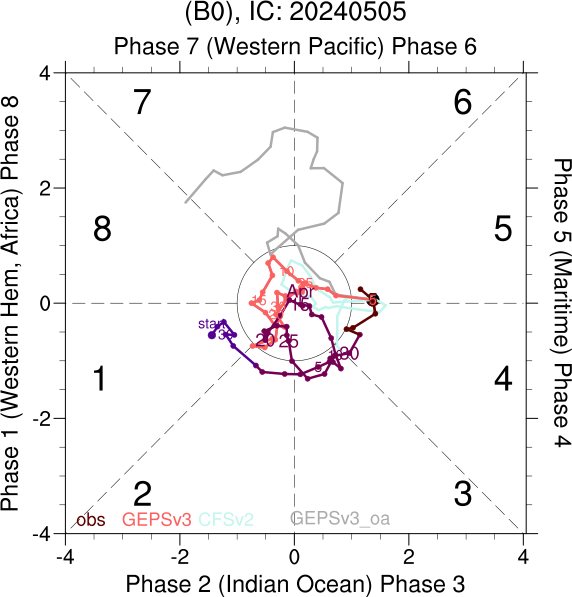 (B0), IC: 20240505
Phase 7 (Western Pacific) Phase 6
Phase 1 (Western Hem, Africa) Phase 8
Phase 5 (Maritime) Phase 4
4
2
0
-2
-4
7
6
8
5
1
4
2
3
start
Apr
15
20
25
30
5
obs
GEPSv3
CFSv2
GEPSv3_oa
-4
-2
0
2
4
Phase 2 (Indian Ocean) Phase 3